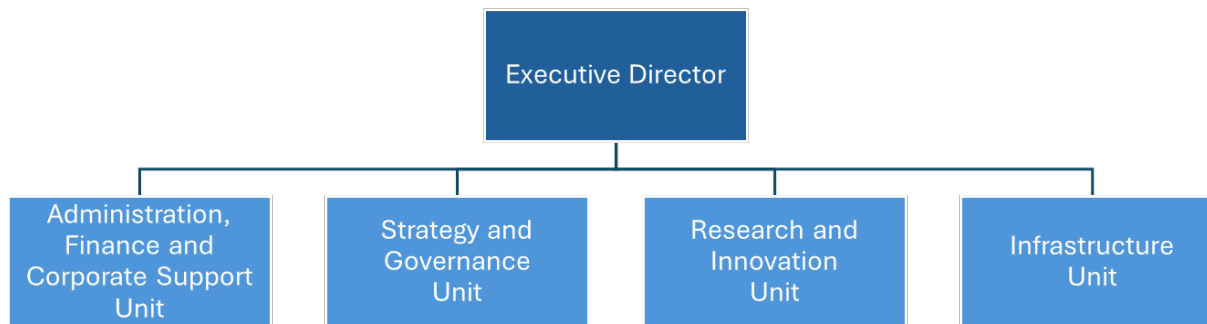 Executive Director
Administration,
Finance and
Corporate Support
Unit
Strategy and
Governance
Unit
Research and
Innovation
Unit
Infrastructure
Unit